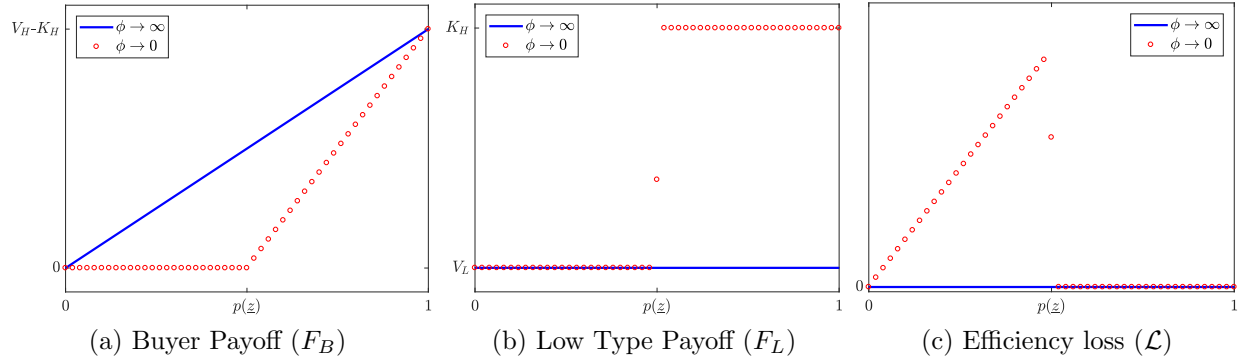 V_H-K_H
ϕ → ∞
ϕ → 0
0
0
p(z)
1
(a) Buyer Payoff (F_B)
K_H
ϕ → ∞
ϕ → 0
V_L
0
p(z)
1
(b) Low Type Payoff (F_L)
ϕ → ∞
ϕ → 0
0
0
p(z)
1
(c) Efficiency loss (ℒ)